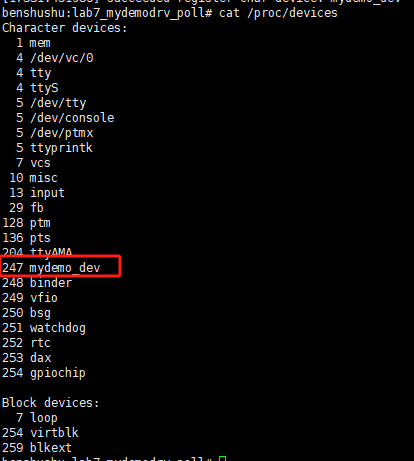 succeeded register char device: mydemo_dev
benshushu:lab7_mydemodrv_poll# cat /proc/devices
Character devices:
  1 mem
  4 /dev/vc/0
  4 tty
  4 ttyS
  5 /dev/tty
  5 /dev/console
  5 /dev/ptmx
  5 ttyprintk
  7 vcs
 10 misc
 13 input
 29 fb
128 ptm
136 pts
204 ttyAMA
247 mydemo_dev
248 binder
249 vfio
250 bsg
251 watchdog
252 rtc
253 dax
254 gpiochip
Block devices:
  7 loop
254 virtblk
259 blkext
benshushu:lab7_mydemodrv_poll#